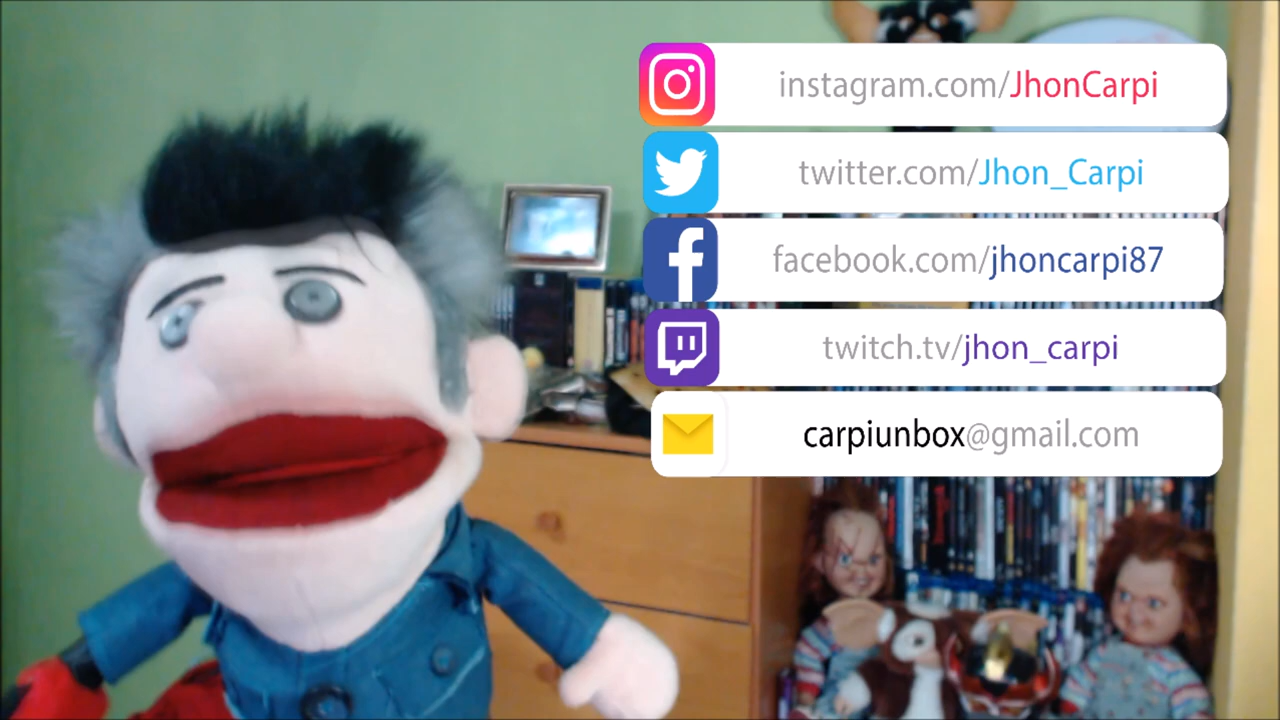 instagram.com/JhonCarpi
twitter.com/Jhon_Carpi
facebook.com/jhoncarpi87
twitch.tv/jhon_carpi
carpiunbox@gmail.com